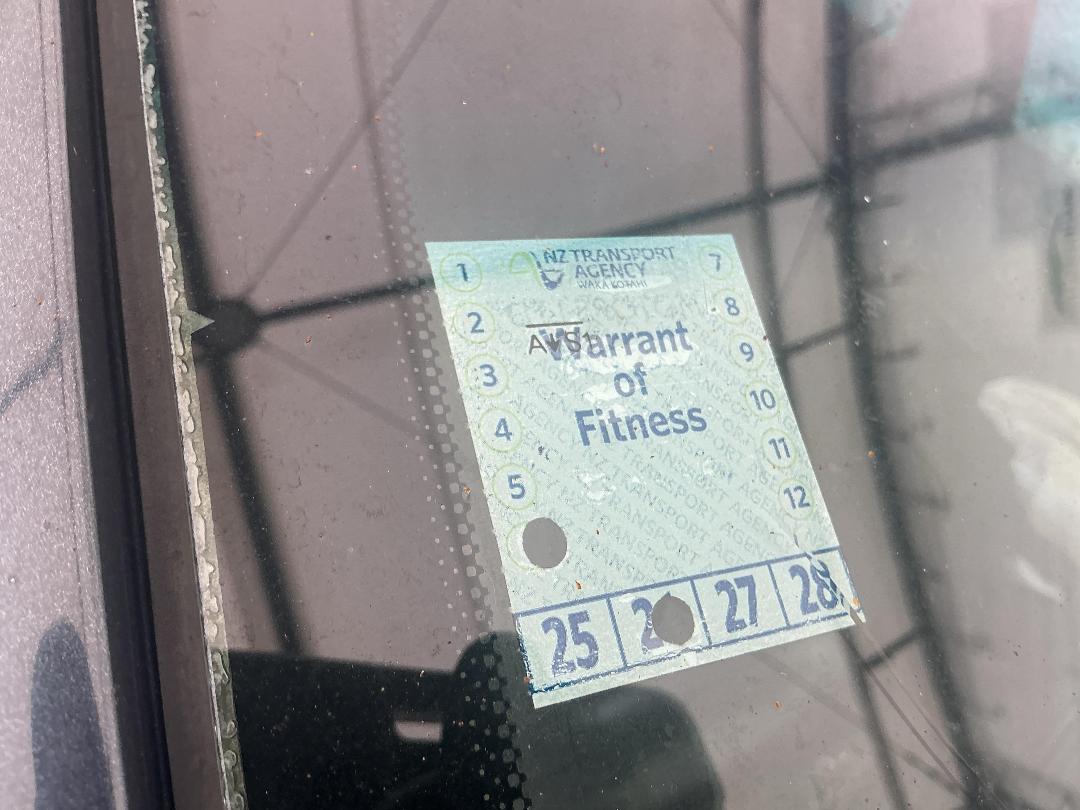 NZ TRANSPORT
AGENCY
WAKA KOTAHI
1
2
3
4
5
7
8
9
10
11
12
Warrant
of
Fitness
25
27
28